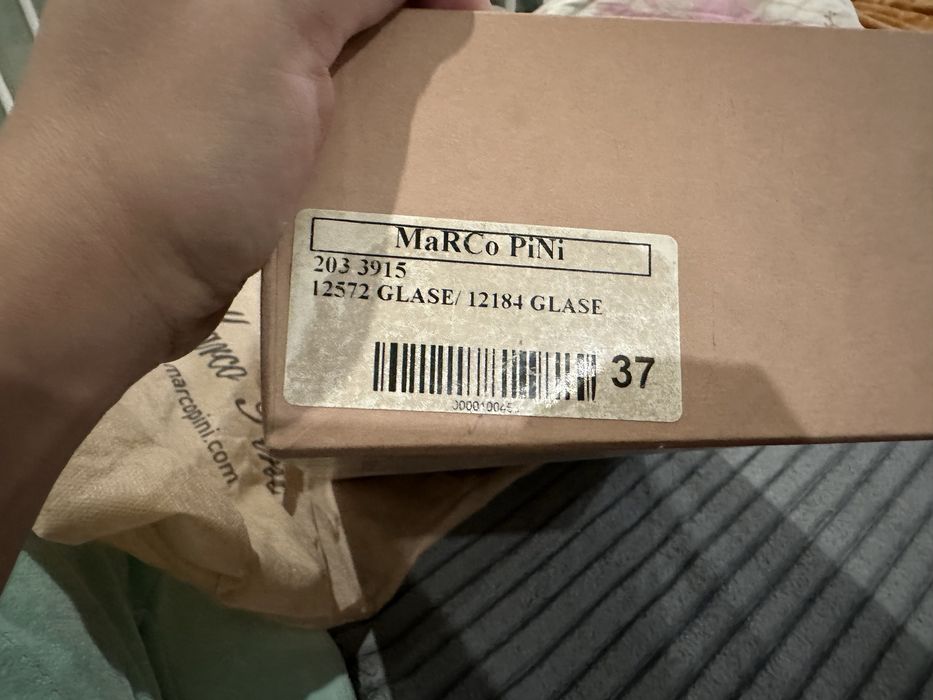 MaRCo PiNi
203 3915
12572 GLASE/ 12184 GLASE
37
marcopini.com